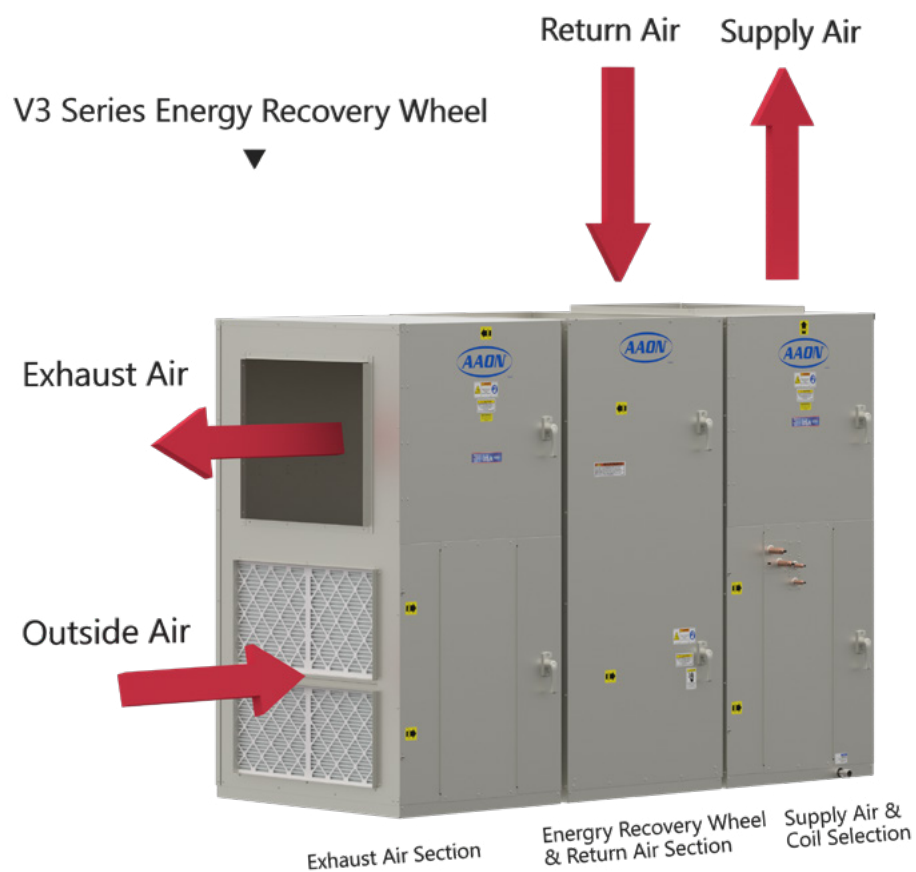 Return Air
Supply Air
V3 Series Energy Recovery Wheel
Exhaust Air
AAON
AAON
AAON
Outside Air
Exhaust Air Section
Energry Recovery Wheel
& Return Air Section
Supply Air &
Coil Selection